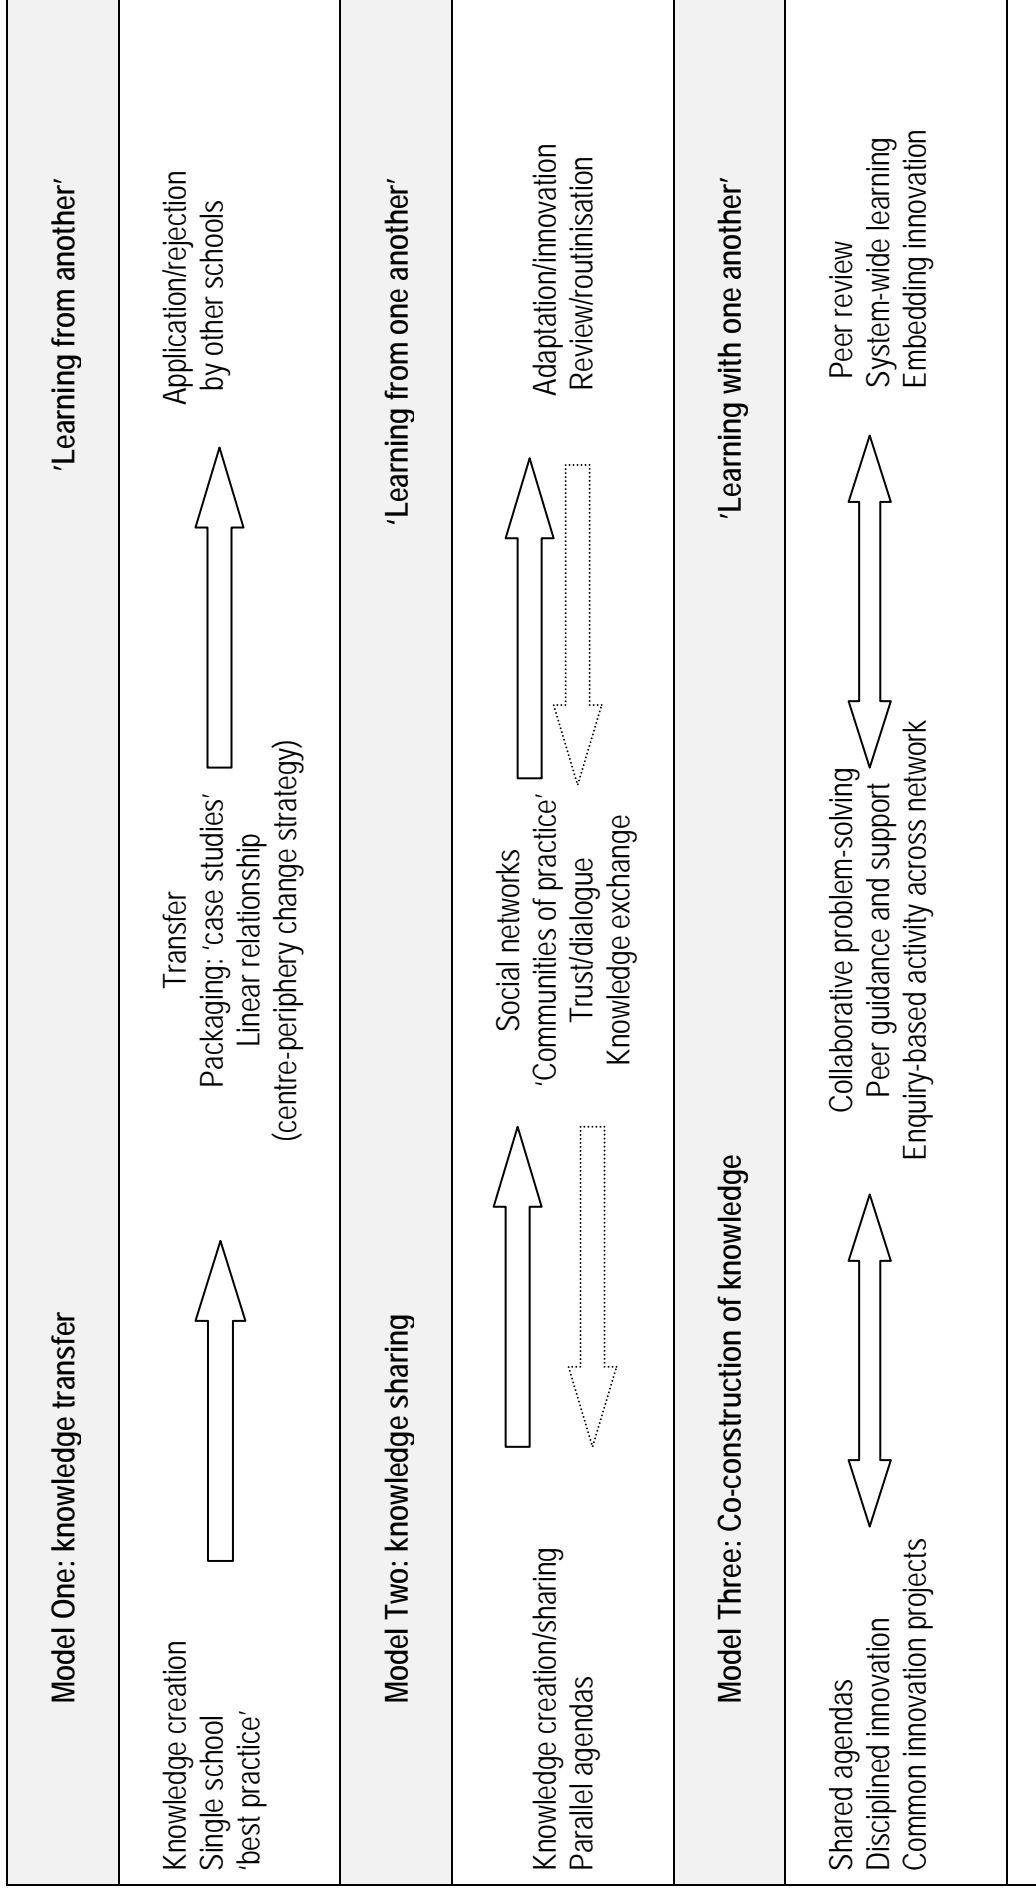 Model One: knowledge transfer
'Learning from another'
Knowledge creation
Single school
'best practice'
Transfer
Packaging: 'case studies'
Linear relationship
(centre-periphery change strategy)
Application/rejection
by other schools
Model Two: knowledge sharing
'Learning from one another'
Knowledge creation/sharing
Parallel agendas
Social networks
'Communities of practice'
Trust/dialogue
Knowledge exchange
Adaptation/innovation
Review/routinisation
Model Three: Co-construction of knowledge
'Learning with one another'
Shared agendas
Disciplined innovation
Common innovation projects
Collaborative problem-solving
Peer guidance and support
Enquiry-based activity across network
Peer review
System-wide learning
Embedding innovation